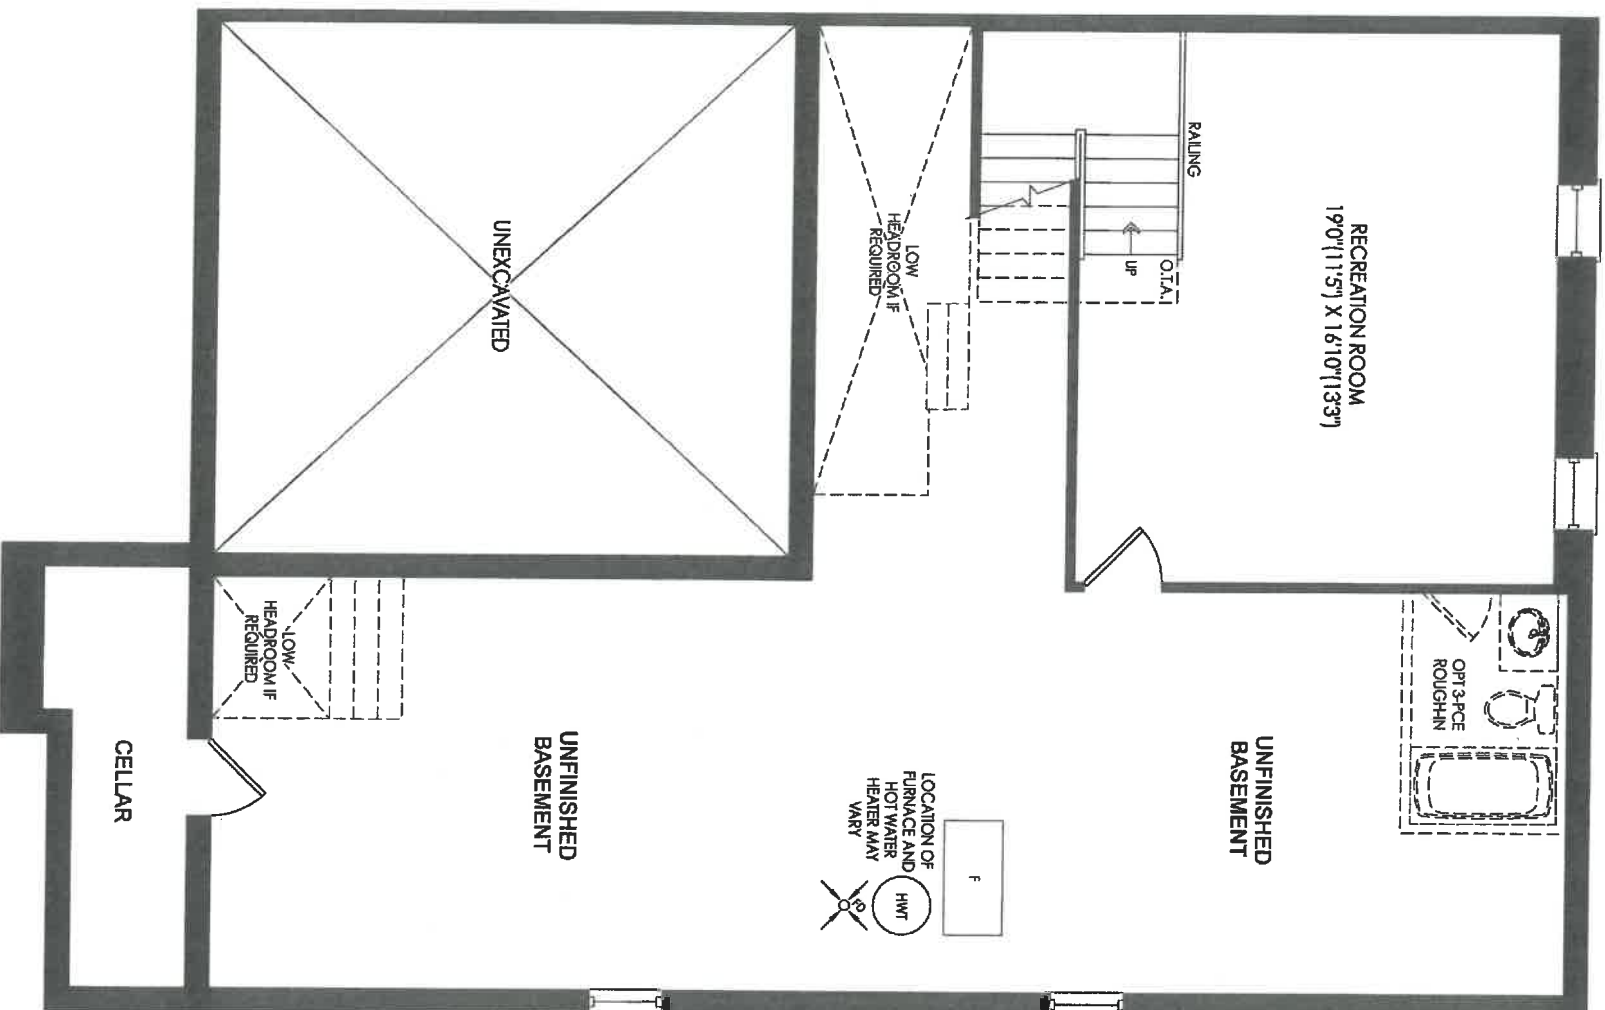 RAILING
UP
O.T.A.
RECREATION ROOM
19'0"(11'5") X 16'10"(13'3")
LOW
HEADROOM IF
REQUIRED
UNEXCAVATED
OPT 3-PCE
ROUGH-IN
UNFINISHED
BASEMENT
LOCATION OF
FURNACE AND
HOT WATER
HEATER MAY
VARY
F
HWT
FD
UNFINISHED
BASEMENT
LOW
HEADROOM IF
REQUIRED
CELLAR